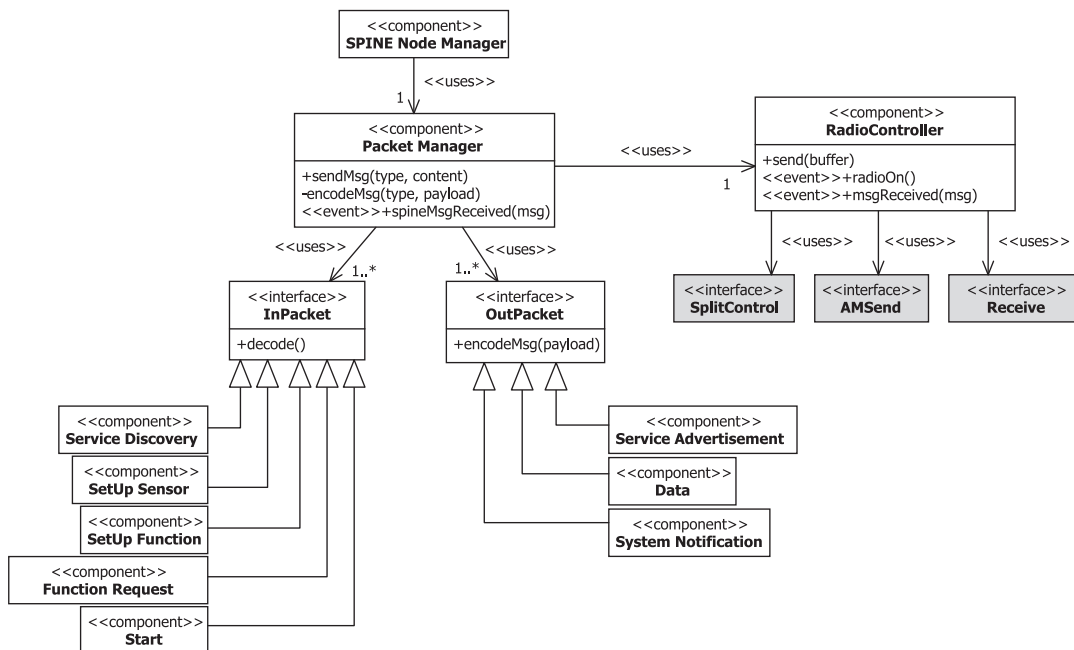 <<component>>
SPINE Node Manager
<<uses>>
1
<<component>>
Packet Manager
+sendMsg(type, content)
-encodeMsg(type, payload)
<<event>>+spineMsgReceived(msg)
<<uses>>
1
<<component>>
RadioController
+send(buffer)
<<event>>+radioOn()
<<event>>+msgReceived(msg)
<<uses>>
1..*
<<uses>>
1..*
<<uses>>
<<uses>>
<<uses>>
<<interface>>
InPacket
+decode()
<<interface>>
OutPacket
+encodeMsg(payload)
<<interface>>
SplitControl
<<interface>>
AMSend
<<interface>>
Receive
<<component>>
Service Discovery
<<component>>
SetUp Sensor
<<component>>
SetUp Function
<<component>>
Function Request
<<component>>
Start
<<component>>
Service Advertisement
<<component>>
Data
<<component>>
System Notification